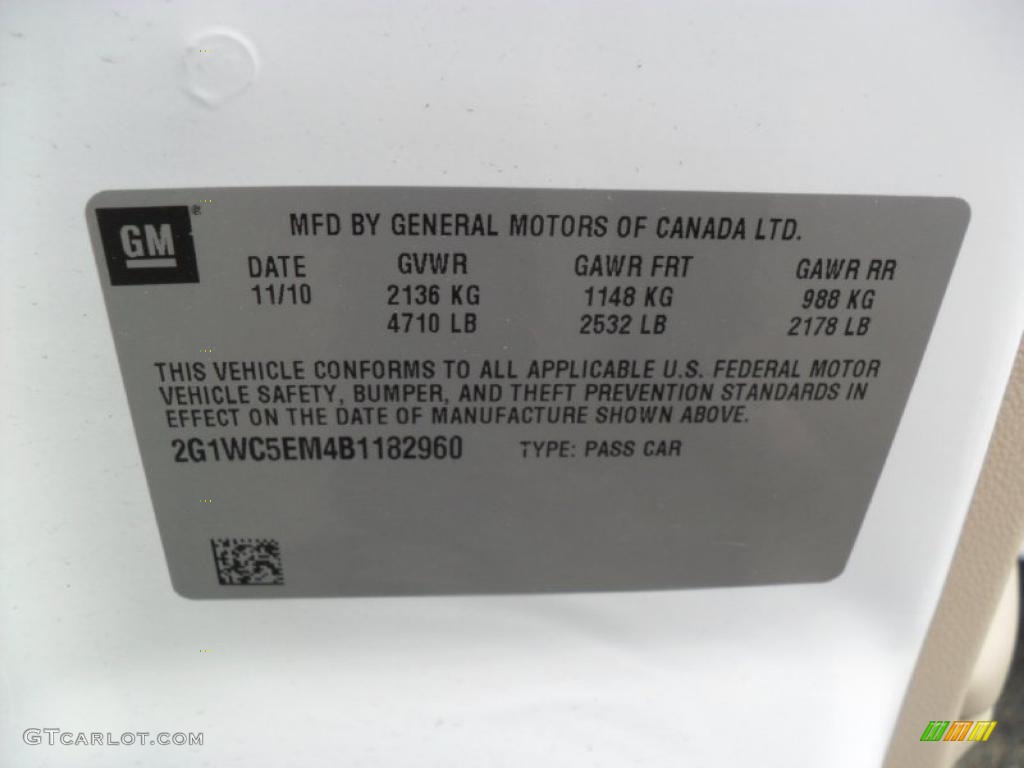 GM ®
MFD BY GENERAL MOTORS OF CANADA LTD.
DATE GVWR GAWR FRT GAWR RR
11/10 2136 KG 1148 KG 988 KG
4710 LB 2532 LB 2178 LB
THIS VEHICLE CONFORMS TO ALL APPLICABLE U.S. FEDERAL MOTOR
VEHICLE SAFETY, BUMPER, AND THEFT PREVENTION STANDARDS IN
EFFECT ON THE DATE OF MANUFACTURE SHOWN ABOVE.
2G1WC5EM4B1182960 TYPE: PASS CAR
GTCARLOT.COM